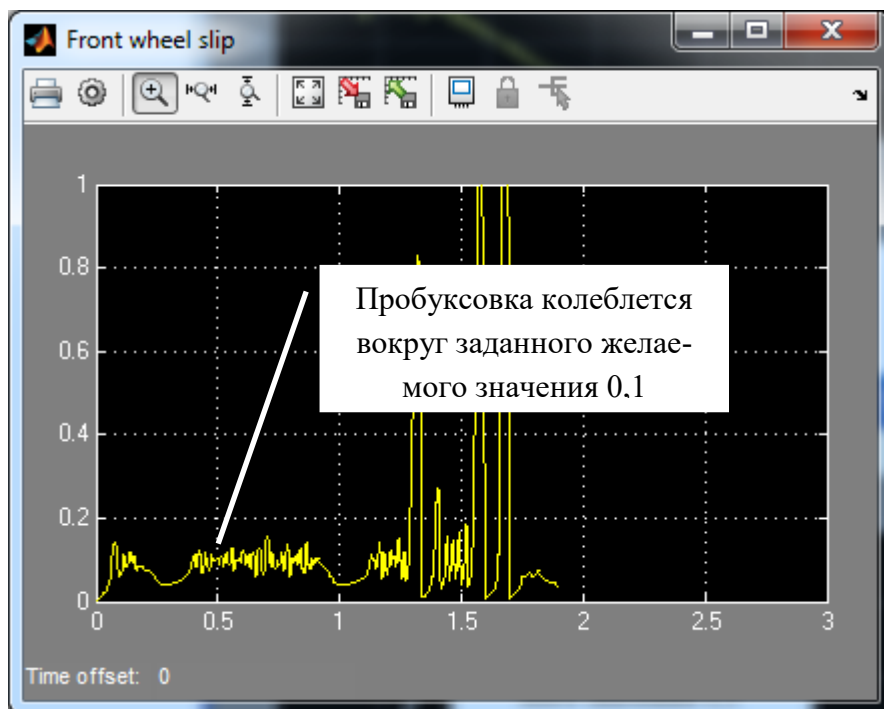 Front wheel slip
1
0.8
0.6
0.4
0.2
0
0 0.5 1 1.5 2 2.5 3
Пробуксовка колеблется
вокруг заданного желае-
мого значения 0,1
Time offset: 0